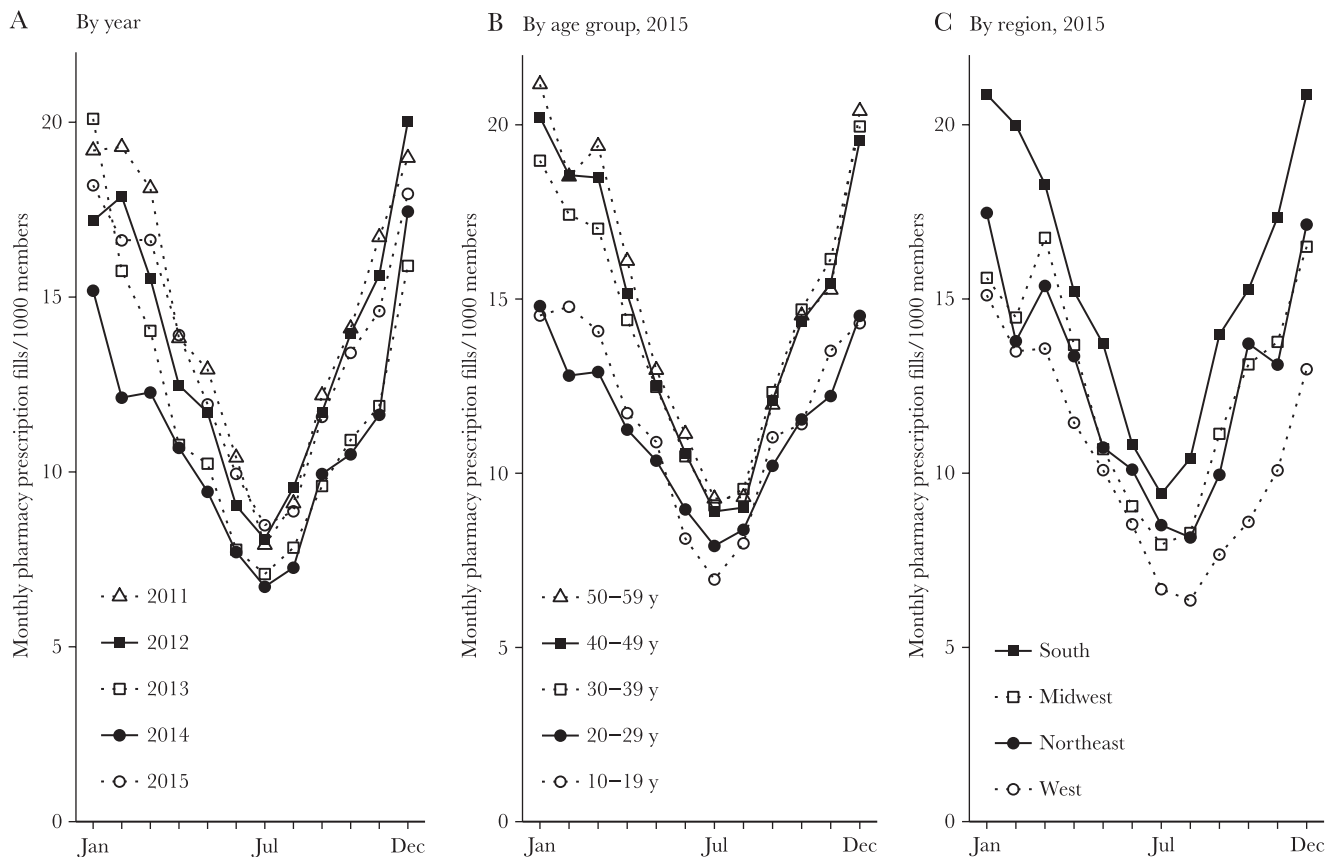 A By year
Monthly pharmacy prescription fills/1000 members
20
15
10
5
0
2011
2012
2013
2014
2015
Jan Jul Dec
B By age group, 2015
Monthly pharmacy prescription fills/1000 members
20
15
10
5
0
50–59 y
40–49 y
30–39 y
20–29 y
10–19 y
Jan Jul Dec
C By region, 2015
Monthly pharmacy prescription fills/1000 members
20
15
10
5
0
South
Midwest
Northeast
West
Jan Jul Dec